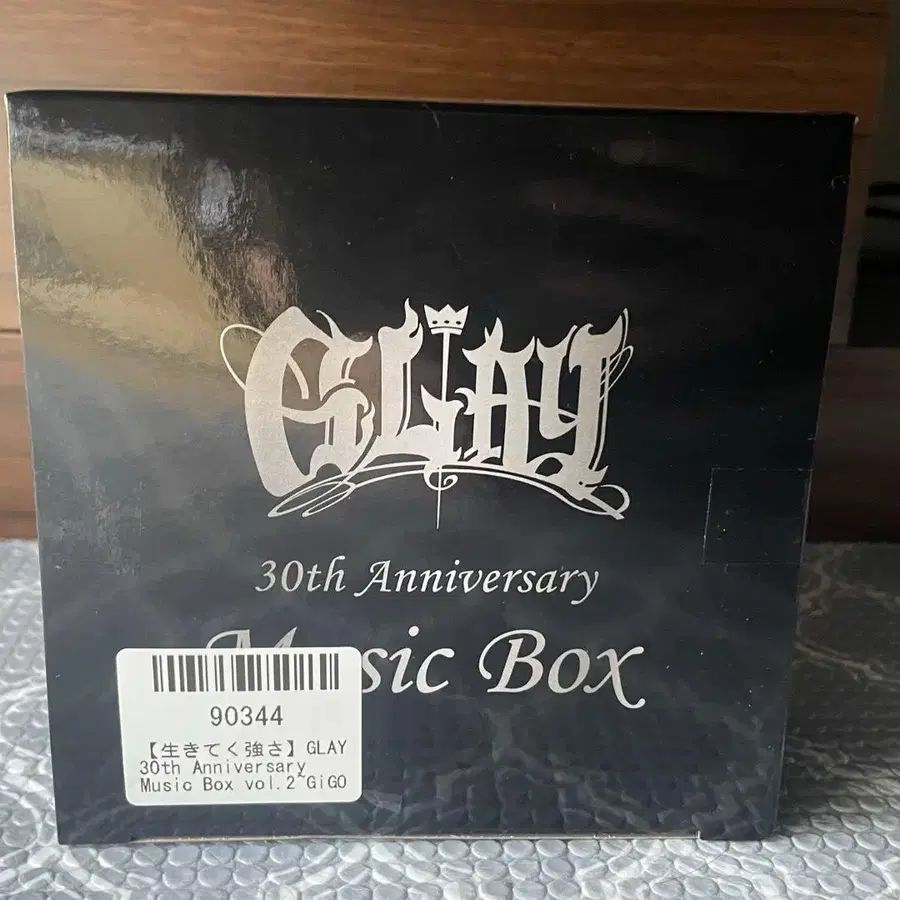 GLAY
30th Anniversary
Music Box
90344
【生きてく強さ】GLAY
30th Anniversary
Music Box vol.2~GiGO